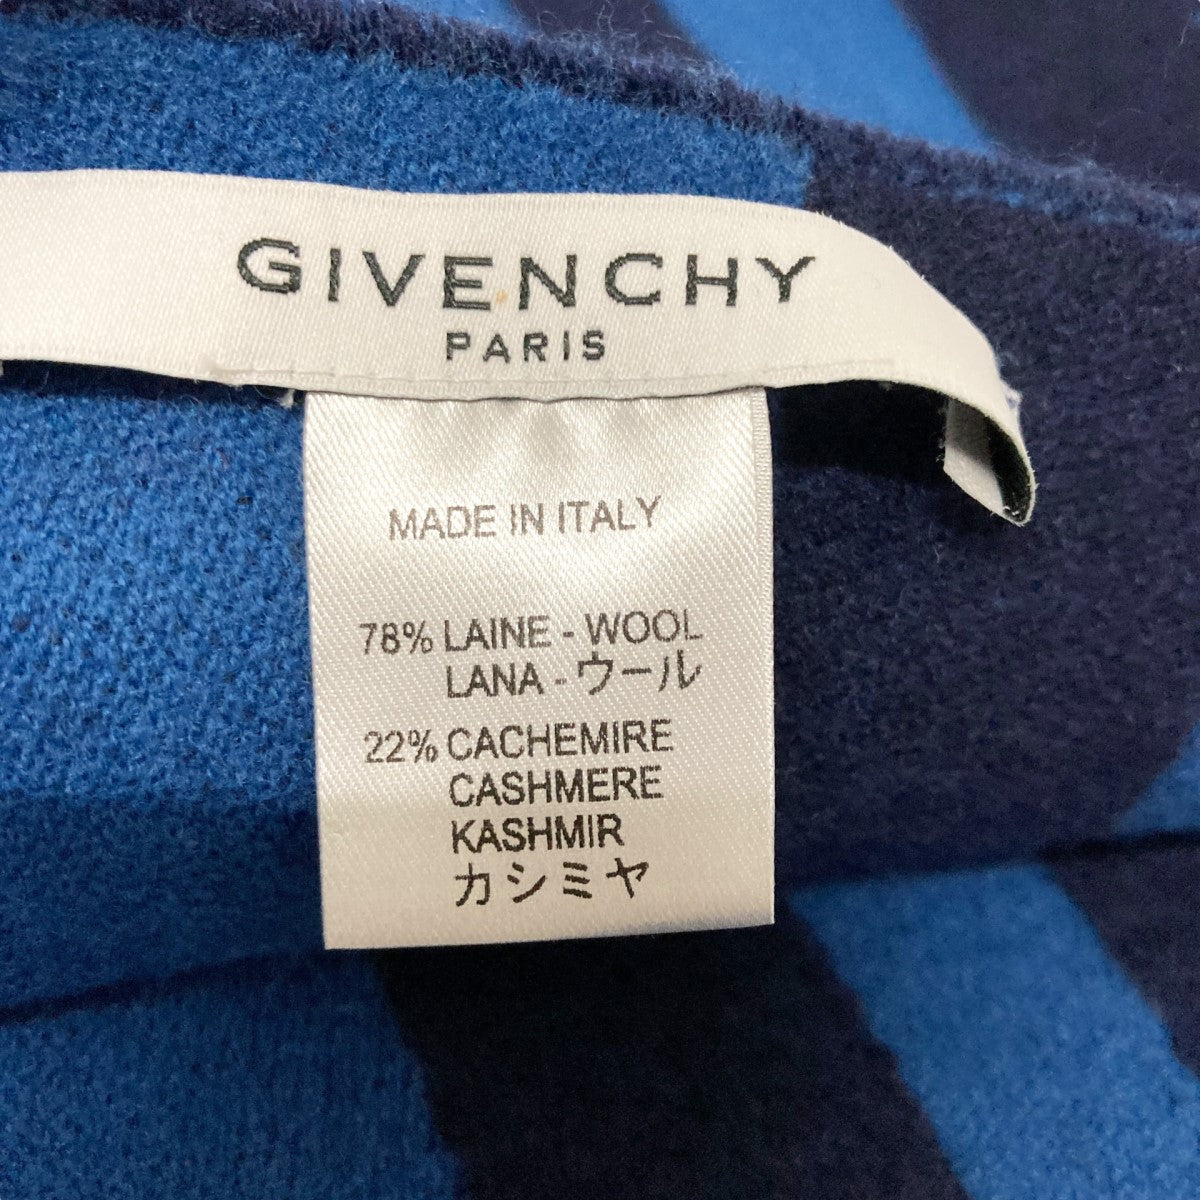 GIVENCHY
PARIS
MADE IN ITALY
78% LAINE - WOOL
LANA - ウール
22% CACHEMIRE
CASHMERE
KASHMIR
カシミヤ